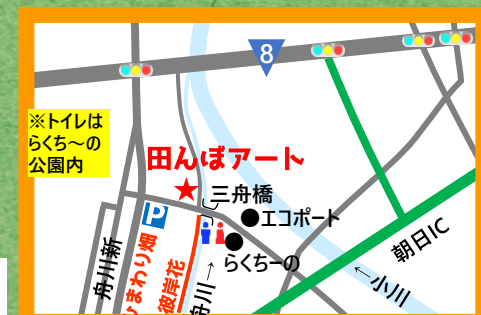 8
※トイレは
らくち〜の
公園内
田んぼアート
三舟橋
P
エコポート
らくちーの
舟川新
ひまわり畑
彼岸花
舟川→
朝日IC
←小川